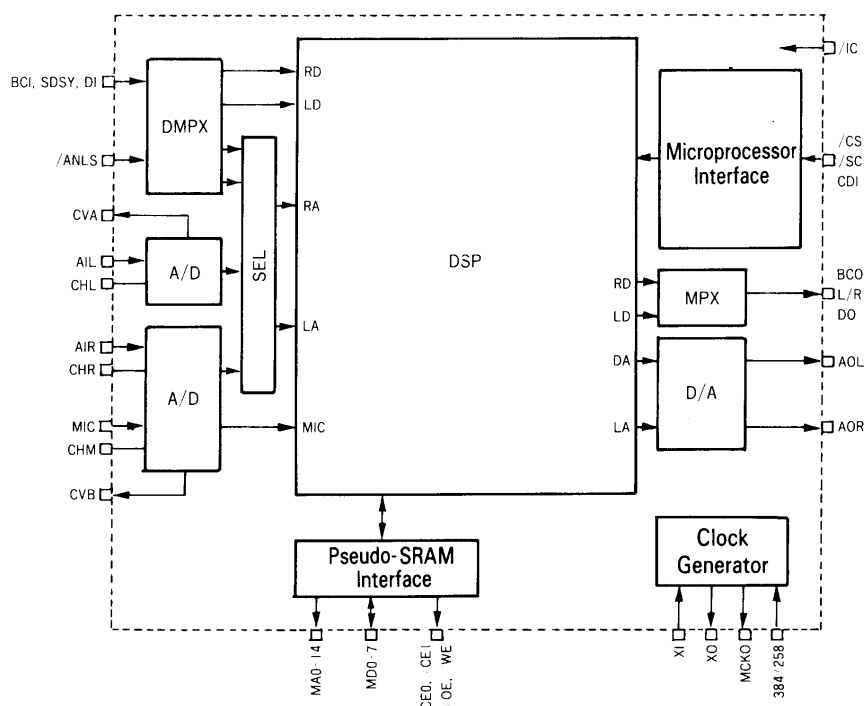 /IC
BCI, SDSY, DI
DMPX
RD
LD
/ANLS
SEL
RA
CVA
AIL
CHL
A/D
LA
AIR
CHR
A/D
MIC
CHM
MIC
CVB
DSP
Microprocessor
Interface
/CS
/SC
CDI
RD
LD
MPX
BCO
L/R
DO
DA
LA
D/A
AOL
AOR
Pseudo-SRAM
Interface
MA0-14
MD0-7
CE0, /CE1
/OE, WE
Clock
Generator
XI
XO
MCKO
384/258